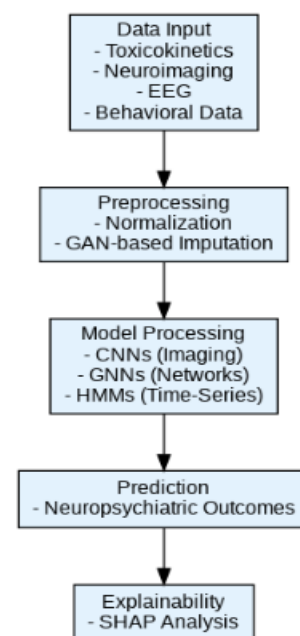 Data Input
- Toxicokinetics
- Neuroimaging
- EEG
- Behavioral Data
Preprocessing
- Normalization
- GAN-based Imputation
Model Processing
- CNNs (Imaging)
- GNNs (Networks)
- HMMs (Time-Series)
Prediction
- Neuropsychiatric Outcomes
Explainability
- SHAP Analysis